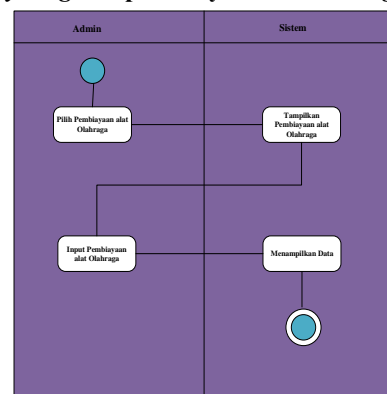 Admin
Sistem
Pilih Pembiayaan alat
Olahraga
Tampilkan
Pembiayaan alat
Olahraga
Input Pembiayaan
alat Olahraga
Menampilkan Data